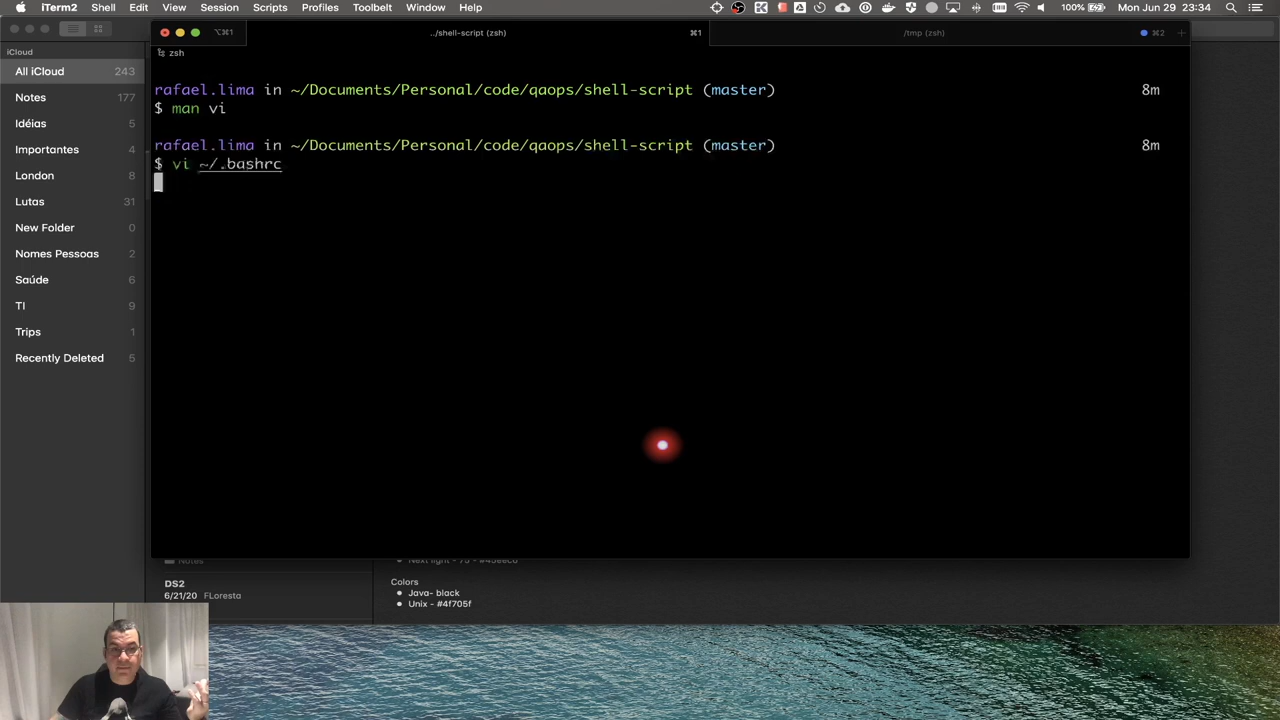 iTerm2 Shell Edit View Session Scripts Profiles Toolbelt Window Help 100% Mon Jun 29 23:34
⌥⌘1 ../shell-script (zsh) ⌘1 /tmp (zsh) ⌘2 +
iCloud
zsh
All iCloud 243
Notes 177
Idéias 5
Importantes 4
London 8
Lutas 31
New Folder 0
Nomes Pessoas 2
Saúde 6
TI 9
Trips 1
Recently Deleted 5
rafael.lima in ~/Documents/Personal/code/qaops/shell-script (master) 8m
$ man vi
rafael.lima in ~/Documents/Personal/code/qaops/shell-script (master) 8m
$ vi ~/.bashrc
Notes
DS2
6/21/20 FLoresta
Colors
• Java- black
• Unix - #4f705f